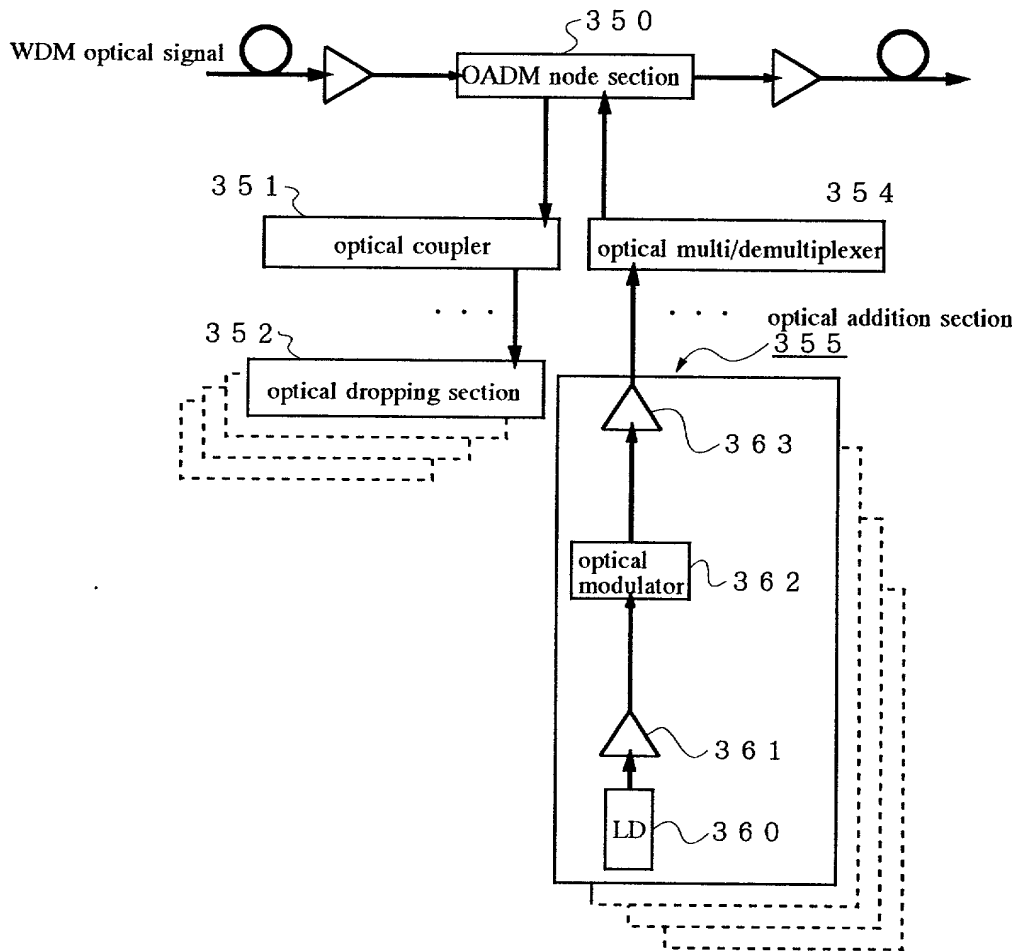 350
WDM optical signal
OADM node section
351
354
optical coupler
optical multi/demultiplexer
. . .
. . .
optical addition section
352
355
optical dropping section
363
optical
modulator
362
361
LD
360